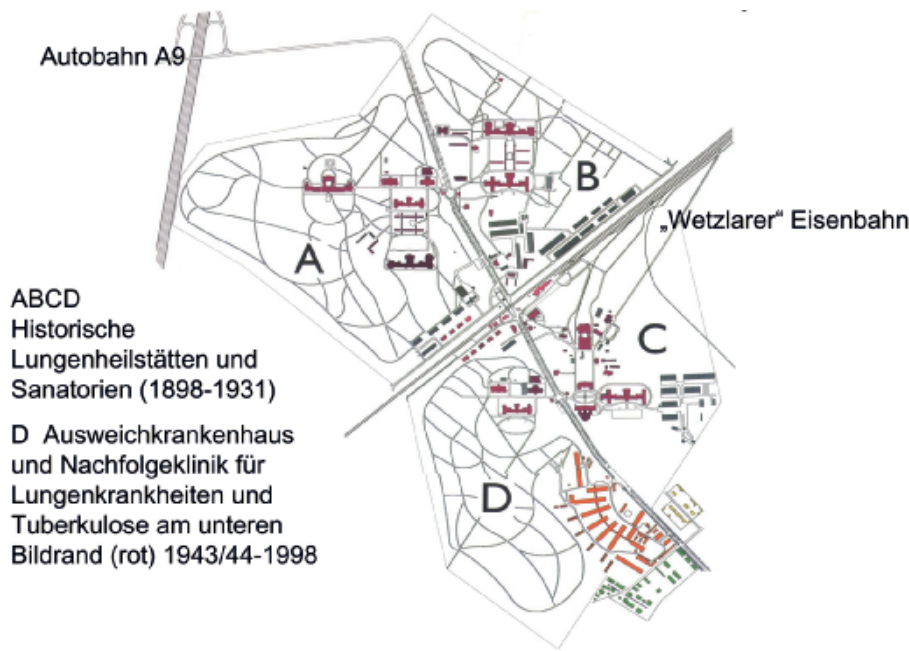 Autobahn A9
B
„Wetzlarer“ Eisenbahn
A
C
ABCD
Historische
Lungenheilstätten und
Sanatorien (1898-1931)
D Ausweichkrankenhaus
und Nachfolgeklinik für
Lungenkrankheiten und
Tuberkulose am unteren
Bildrand (rot) 1943/44-1998
D